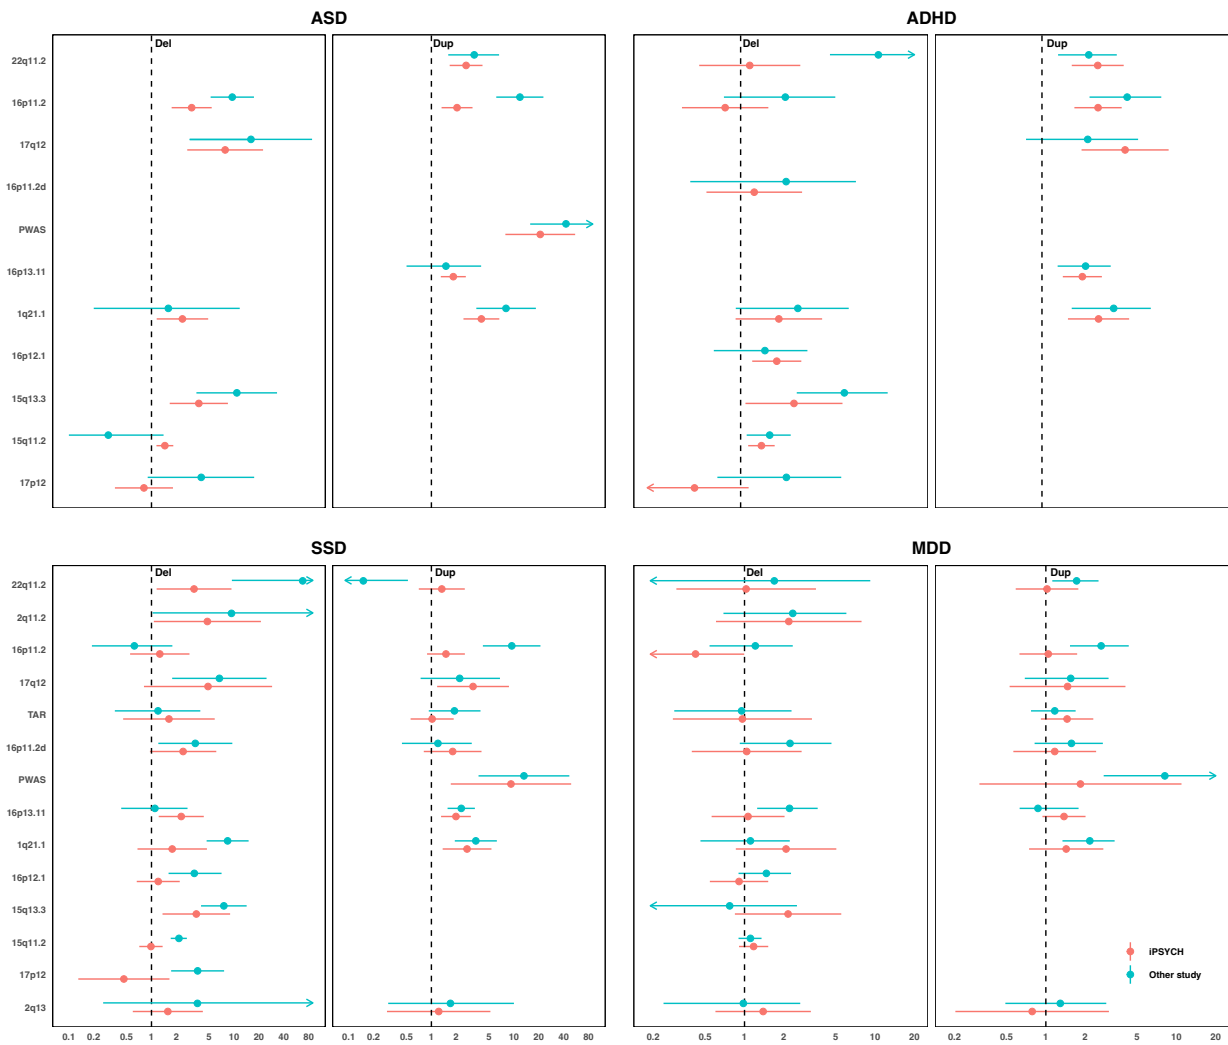 ASD
ADHD
Del
Dup
Del
Dup
22q11.2
16p11.2
17q12
16p11.2d
PWAS
16p13.11
1q21.1
16p12.1
15q13.3
15q11.2
17p12
SSD
MDD
Del
Dup
Del
Dup
22q11.2
2q11.2
16p11.2
17q12
TAR
16p11.2d
PWAS
16p13.11
1q21.1
16p12.1
15q13.3
15q11.2
17p12
2q13
iPSYCH
Other study
0.1 0.2 0.5 1 2 5 10 20 40 80 0.1 0.2 0.5 1 2 5 10 20 40 80 0.2 0.5 1 2 5 10 20 0.2 0.5 1 2 5 10 20